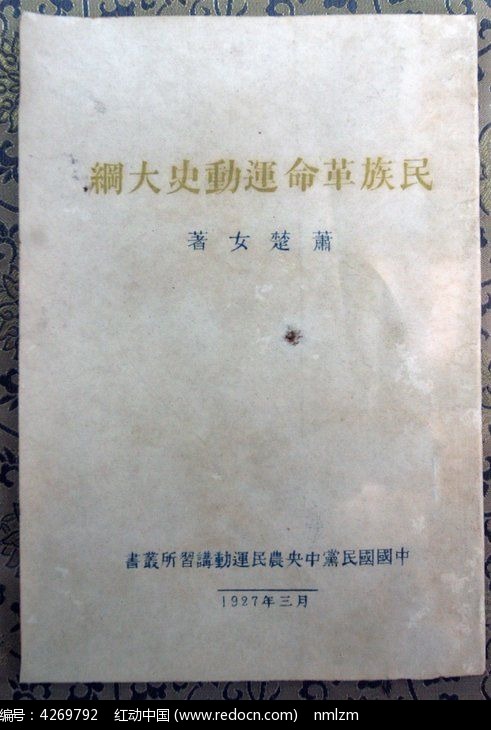 民族革命運動史大綱
蕭楚女著
中國國民黨中央農民運動講習所叢書
1927年三月
编号：4269792 红动中国 (www.redocn.com) nmlzm